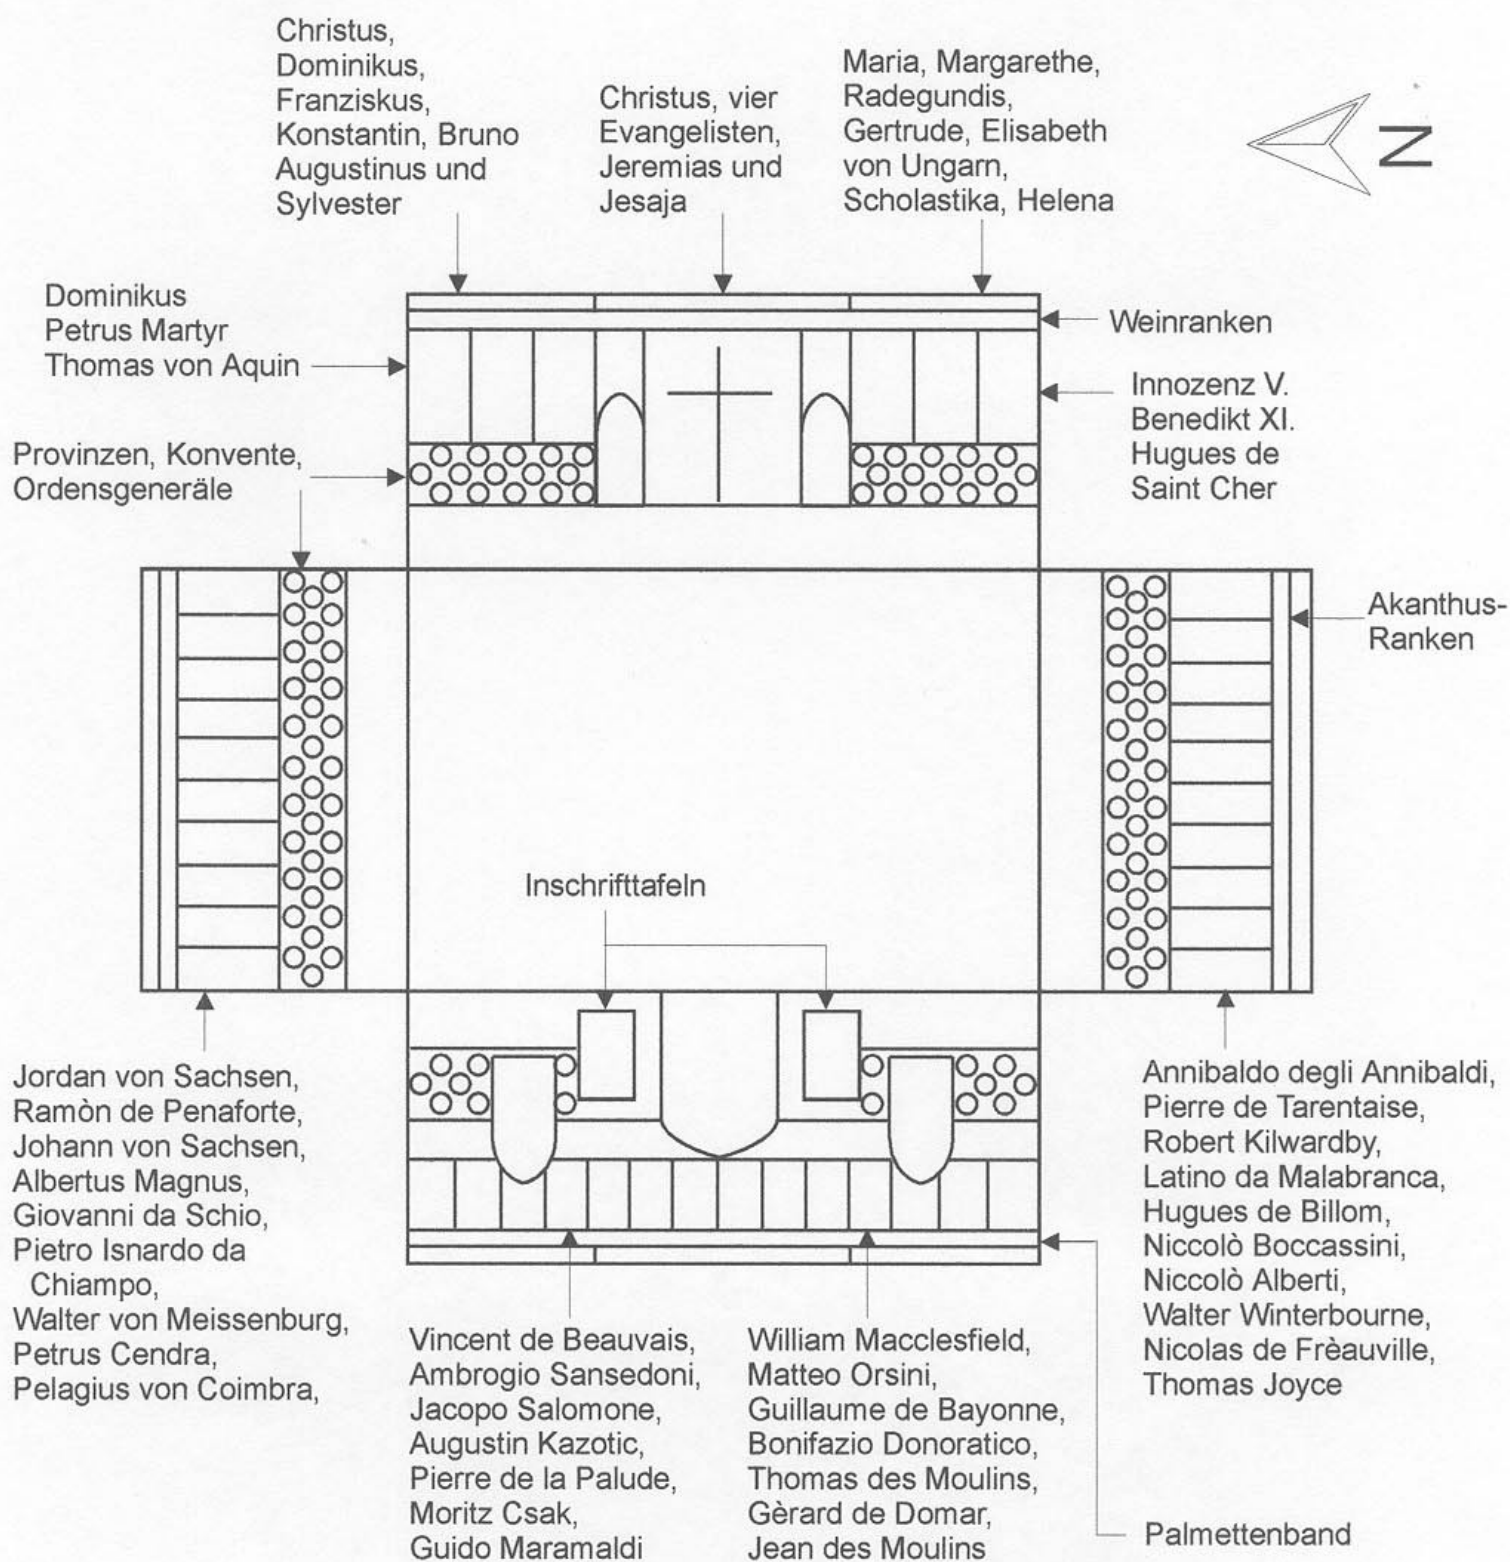 Christus,
Dominikus,
Franziskus,
Konstantin, Bruno
Augustinus und
Sylvester
Christus, vier
Evangelisten,
Jeremias und
Jesaja
Maria, Margarethe,
Radegundis,
Gertrude, Elisabeth
von Ungarn,
Scholastika, Helena
N
Dominikus
Petrus Martyr
Thomas von Aquin
Weinranken
Innozenz V.
Benedikt XI.
Hugues de
Saint Cher
Provinzen, Konvente,
Ordensgeneräle
Akanthus-
Ranken
Inschrifttafeln
Jordan von Sachsen,
Ramòn de Penaforte,
Johann von Sachsen,
Albertus Magnus,
Giovanni da Schio,
Pietro Isnardo da
Chiampo,
Walter von Meissenburg,
Petrus Cendra,
Pelagius von Coimbra,
Vincent de Beauvais,
Ambrogio Sansedoni,
Jacopo Salomone,
Augustin Kazotic,
Pierre de la Palude,
Moritz Csak,
Guido Maramaldi
William Macclesfield,
Matteo Orsini,
Guillaume de Bayonne,
Bonifazio Donoratico,
Thomas des Moulins,
Gèrard de Domar,
Jean des Moulins
Annibaldo degli Annibaldi,
Pierre de Tarentaise,
Robert Kilwardby,
Latino da Malabranca,
Hugues de Billom,
Niccolò Boccassini,
Niccolò Alberti,
Walter Winterbourne,
Nicolas de Frèauville,
Thomas Joyce
Palmettenband